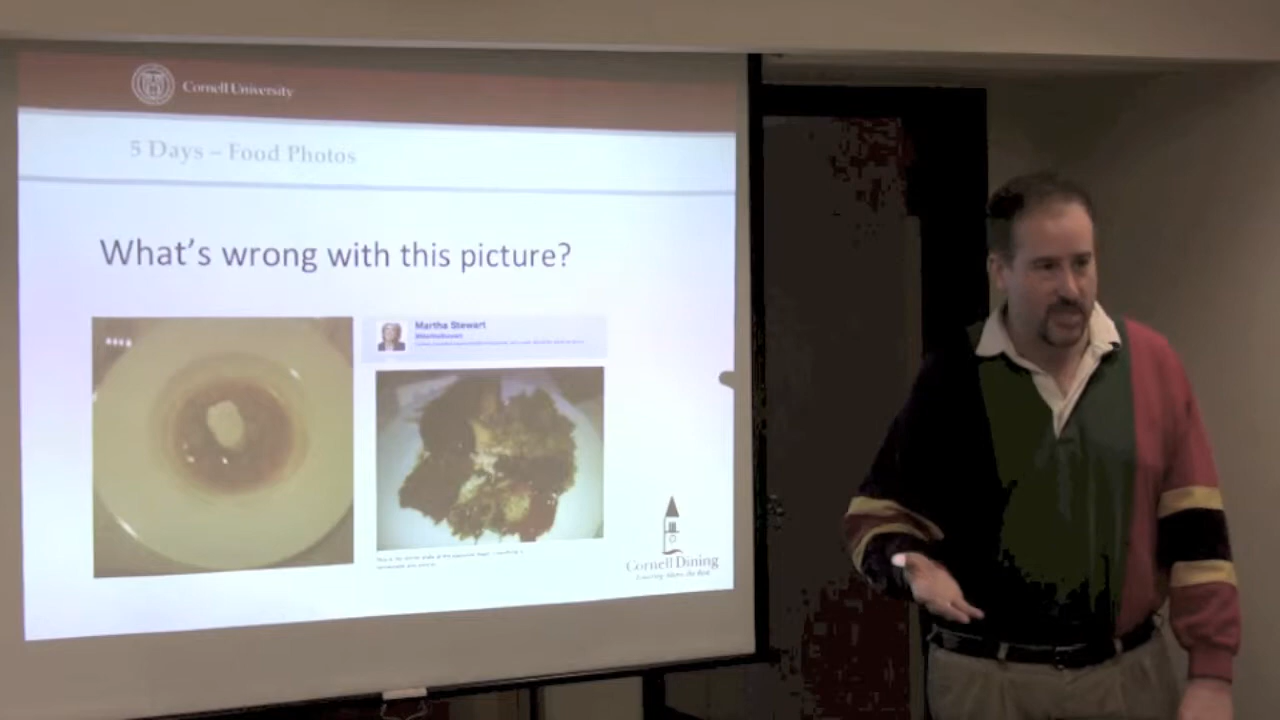 Cornell University
5 Days – Food Photos
What's wrong with this picture?
Martha Stewart
Cornell Dining